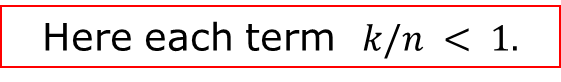 Here each term k/n < 1.